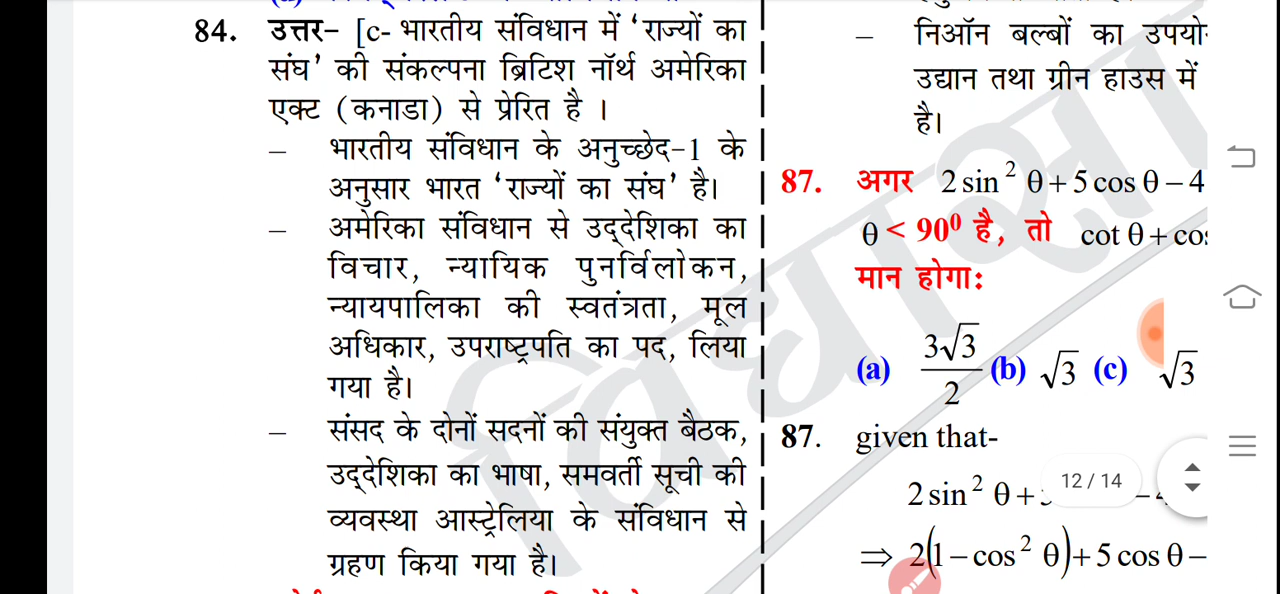 84. उत्तर– [c- भारतीय संविधान में ‘राज्यों का
संघ’ की संकल्पना ब्रिटिश नॉर्थ अमेरिका
एक्ट (कनाडा) से प्रेरित है ।
– भारतीय संविधान के अनुच्छेद-1 के
अनुसार भारत ‘राज्यों का संघ’ है।
– अमेरिका संविधान से उद्देशिका का
विचार, न्यायिक पुनर्विलोकन,
न्यायपालिका की स्वतंत्रता, मूल
अधिकार, उपराष्ट्रपति का पद, लिया
गया है।
– संसद के दोनों सदनों की संयुक्त बैठक,
उद्देशिका का भाषा, समवर्ती सूची की
व्यवस्था आस्ट्रेलिया के संविधान से
ग्रहण किया गया है।
– निऑन बल्बों का
उद्यान तथा ग्रीन हाउस में
है।
87. अगर 2 sin² θ + 5 cos θ – 4
θ < 90⁰ है, तो cot θ +
मान होगाः
(a) 3√3/2 (b) √3 (c) √3
87. given that-
2 sin² θ +
⇒ 2(1 – cos² θ) + 5 cos θ –
12 / 14
विद्याश्री